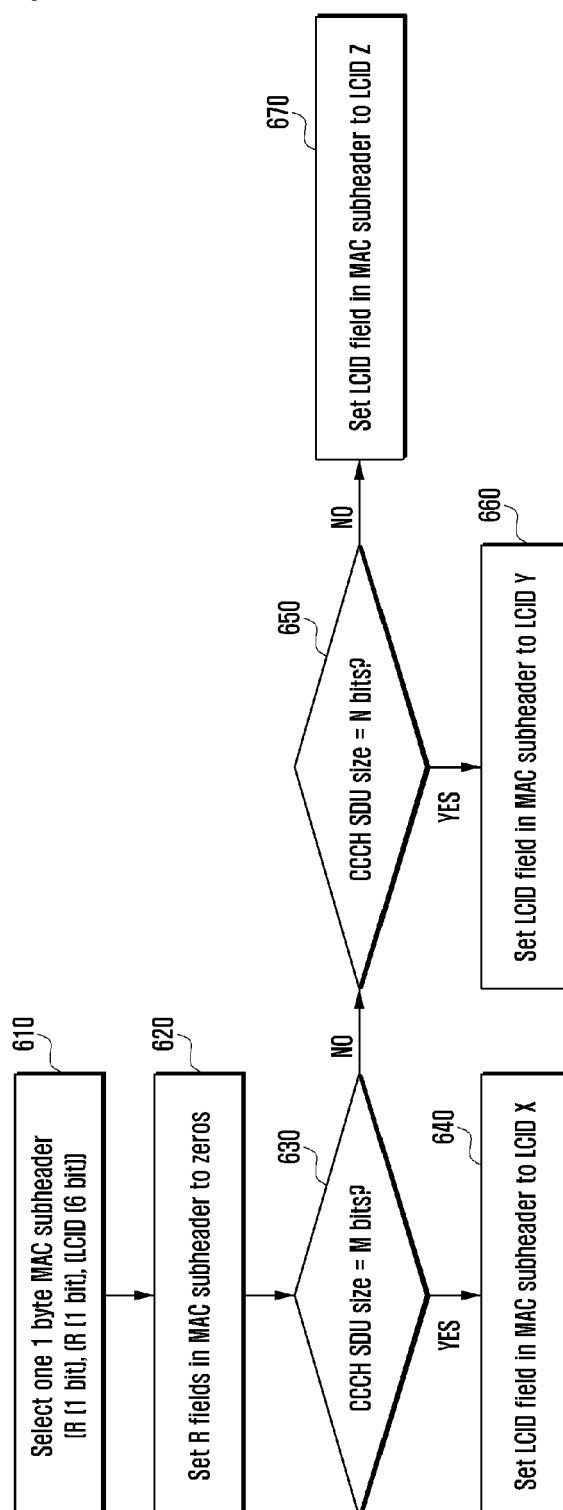 610
Select one 1 byte MAC subheader
[R [1 bit], [R [1 bit], [LCID [6 bit]]
620
Set R fields in MAC subheader to zeros
630
CCCH SDU size = M bits?
NO
YES
640
Set LCID field in MAC subheader to LCID X
650
CCCH SDU size = N bits?
NO
YES
660
Set LCID field in MAC subheader to LCID Y
670
Set LCID field in MAC subheader to LCID Z